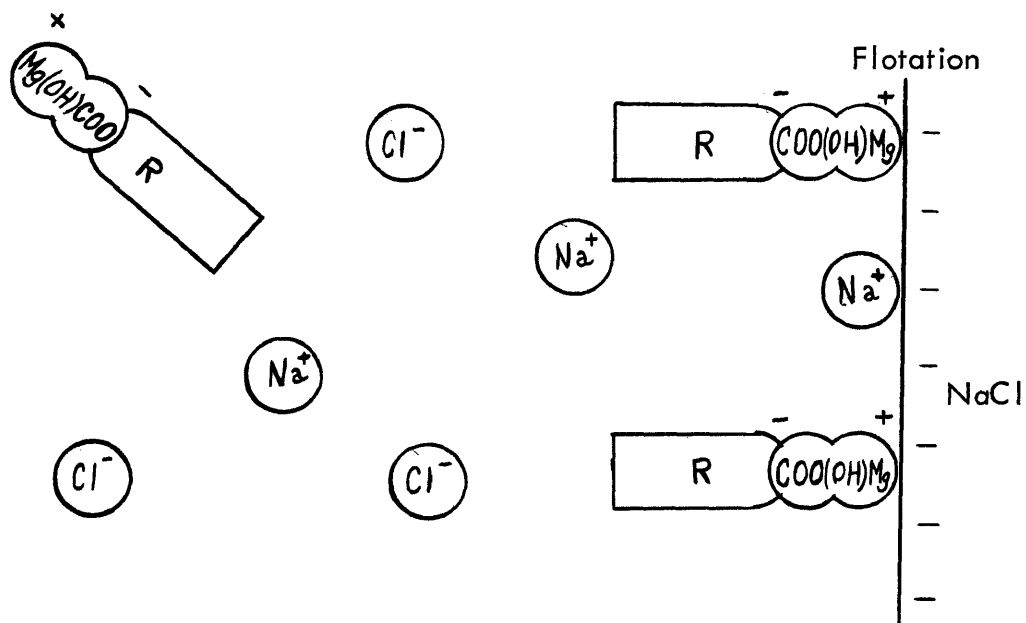 x
Mg(OH)COO
-
R
Flotation
Cl⁻
R
-
COO(OH)Mg
+
-
-
Na⁺
Na⁺
-
Na⁺
-
NaCl
Cl⁻
Cl⁻
R
-
COO(OH)Mg
+
-
-
-